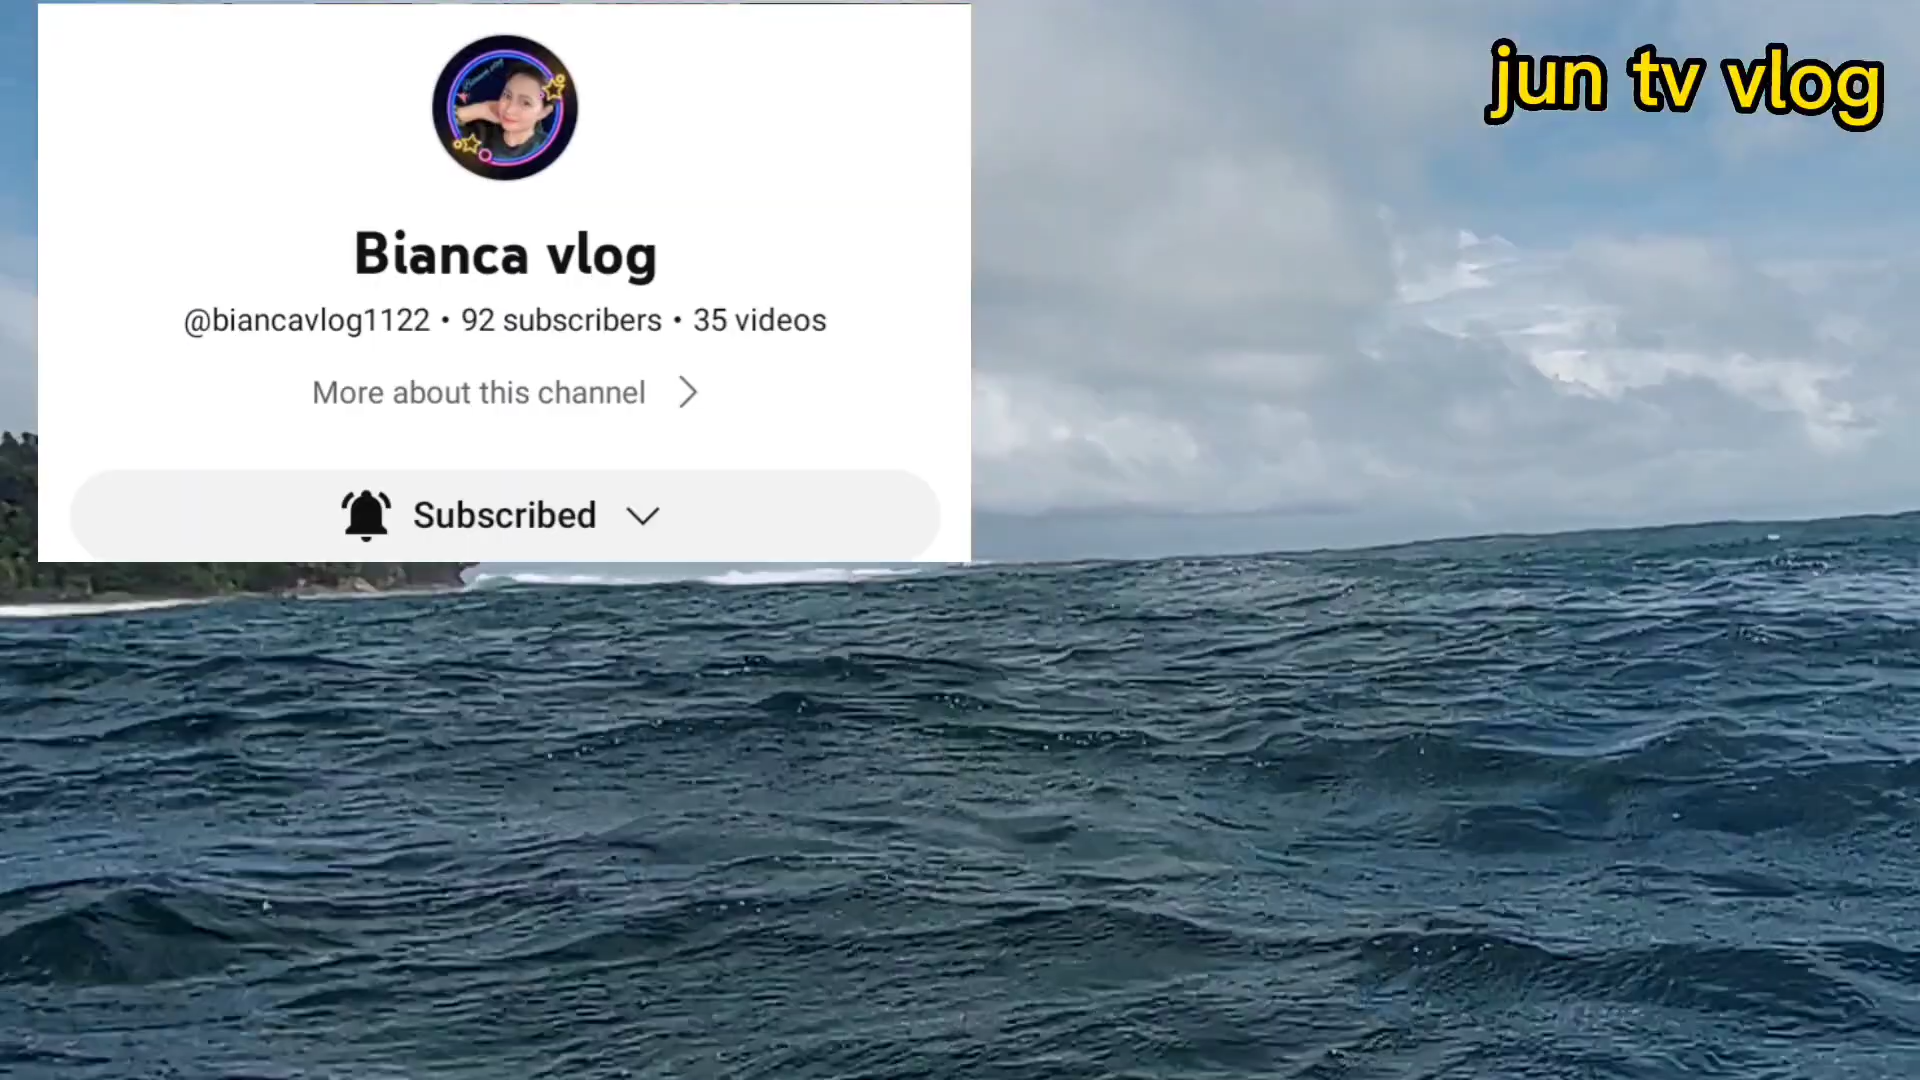 jun tv vlog
Bianca vlog
@biancavlog1122 • 92 subscribers • 35 videos
More about this channel
Subscribed